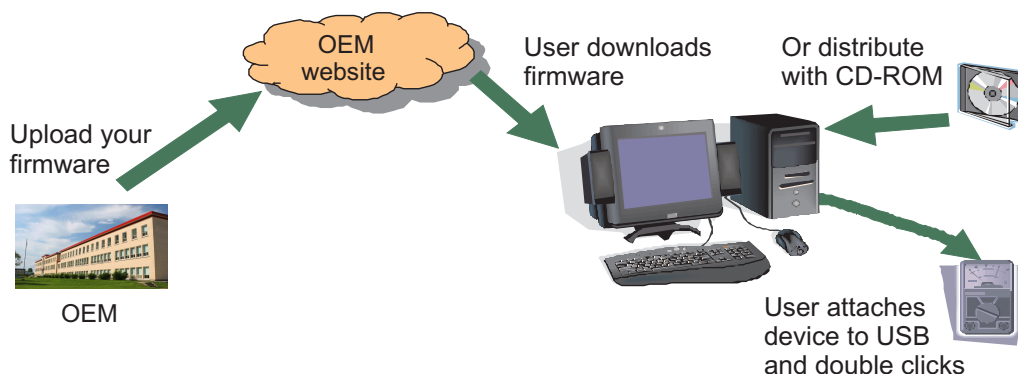 OEM
website
User downloads
firmware
Or distribute
with CD-ROM
Upload your
firmware
OEM
User attaches
device to USB
and double clicks